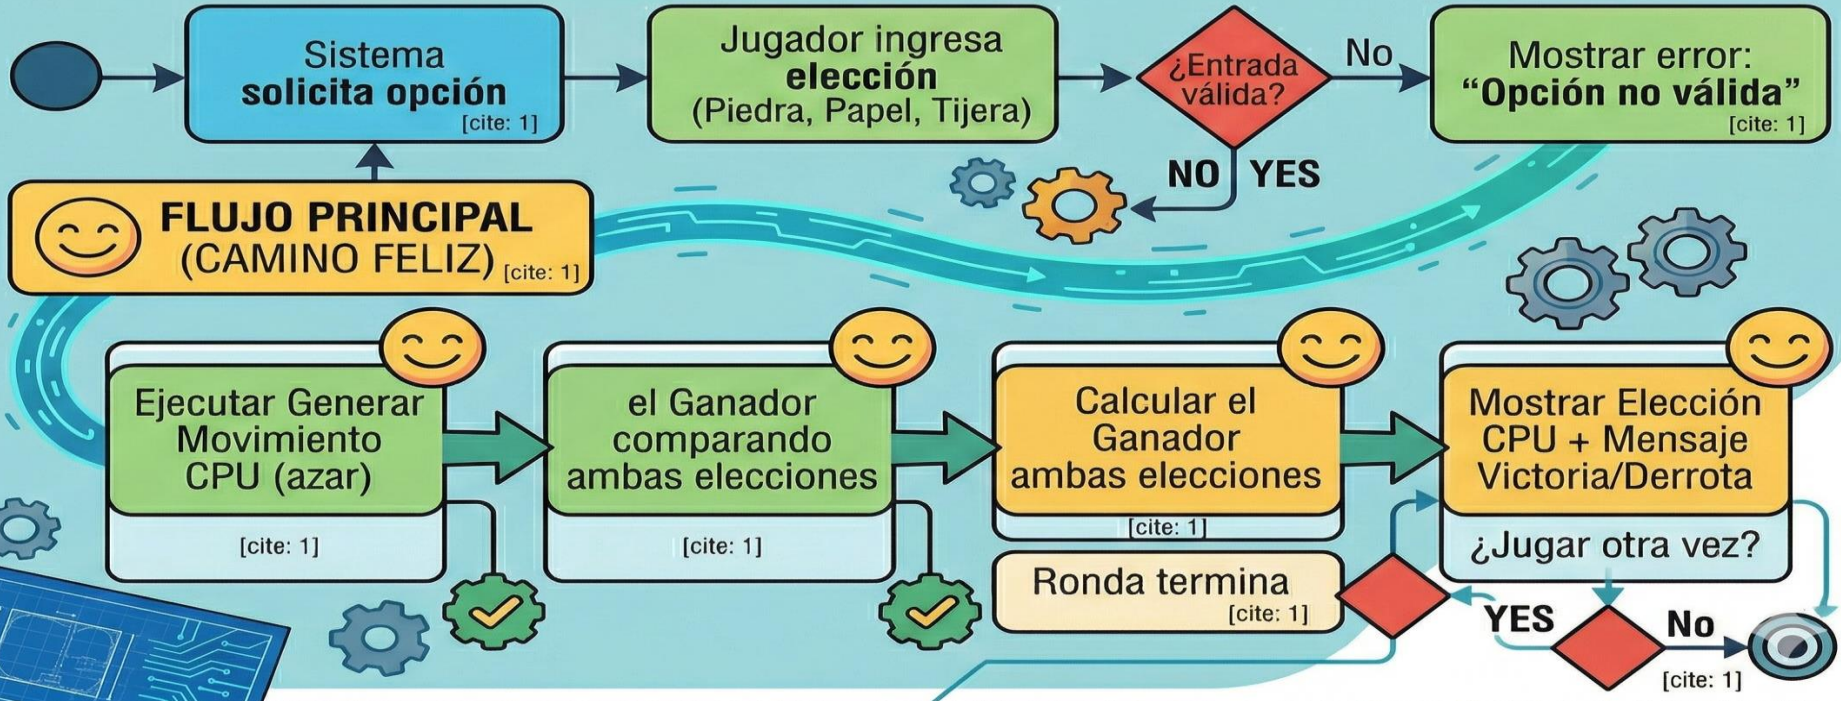 Sistema
solicita opción
[cite: 1]
Jugador ingresa
elección
(Piedra, Papel, Tijera)
¿Entrada
válida?
No
Mostrar error:
“Opción no válida”
[cite: 1]
NO YES
FLUJO PRINCIPAL
(CAMINO FELIZ) [cite: 1]
Ejecutar Generar
Movimiento
CPU (azar)
[cite: 1]
el Ganador
comparando
ambas elecciones
[cite: 1]
Calcular el
Ganador
ambas elecciones
[cite: 1]
Ronda termina
[cite: 1]
Mostrar Elección
CPU + Mensaje
Victoria/Derrota
¿Jugar otra vez?
YES
No
[cite: 1]